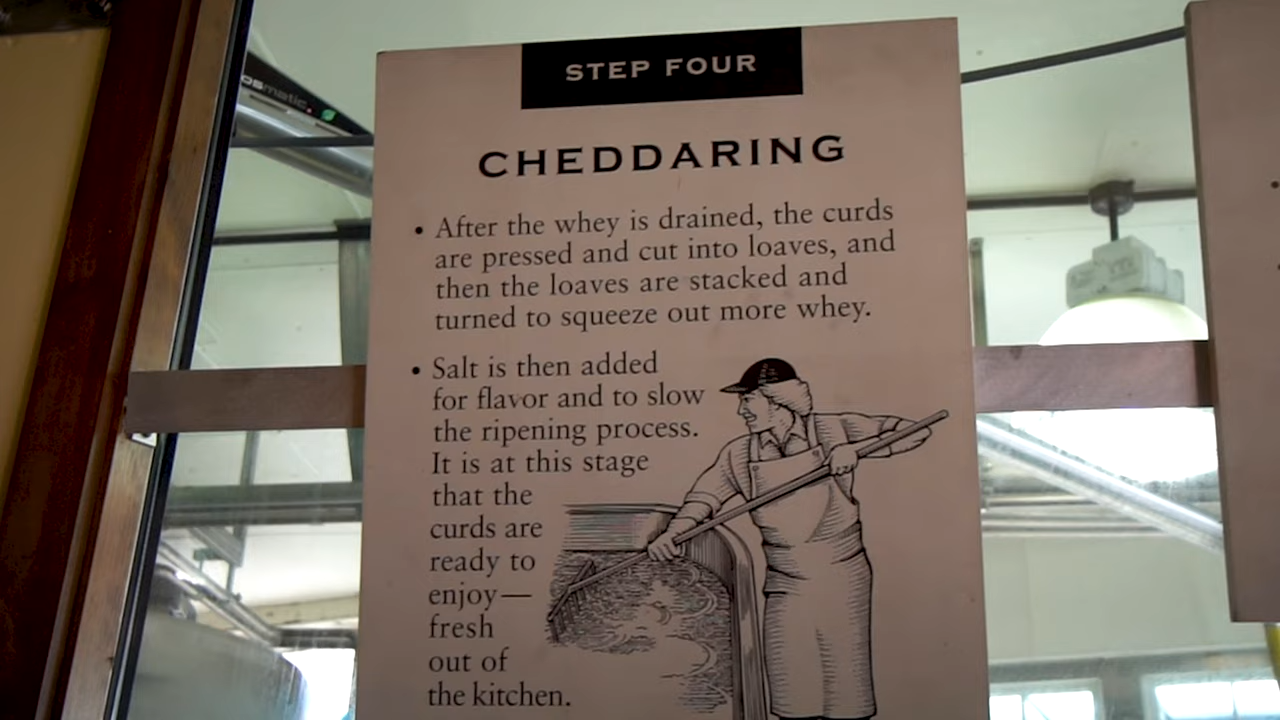 STEP FOUR
CHEDDARING
• After the whey is drained, the curds
are pressed and cut into loaves, and
then the loaves are stacked and
turned to squeeze out more whey.
• Salt is then added
for flavor and to slow
the ripening process.
It is at this stage
that the
curds are
ready to
enjoy—
fresh
out of
the kitchen.